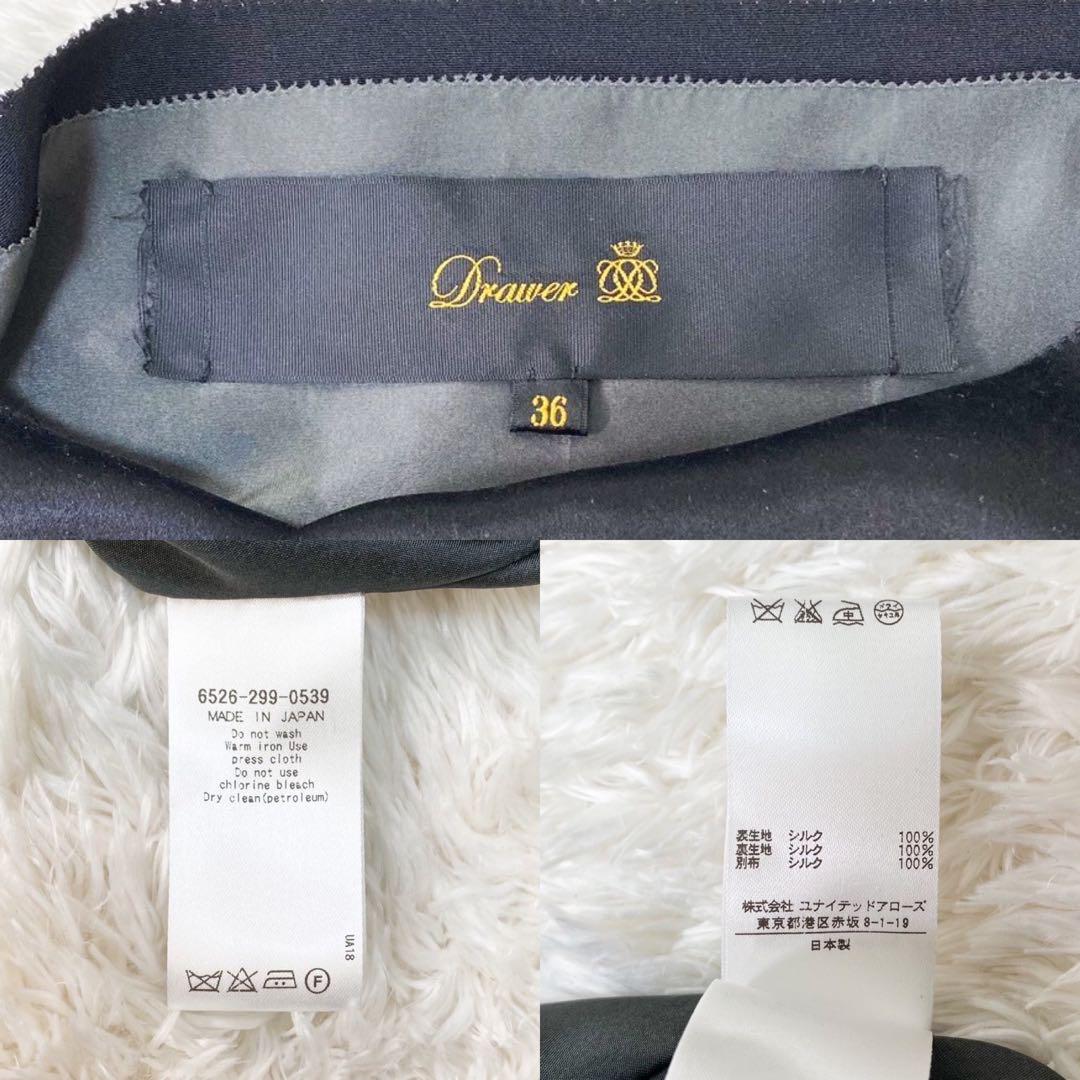 Drawer
36
6526-299-0539
MADE IN JAPAN
Do not wash
Warm iron Use
press cloth
Do not use
chlorine bleach
Dry clean(petroleum)
UA18
F
中
表生地 シルク 100%
裏生地 シルク 100%
別布 シルク 100%
株式会社 ユナイテッドアローズ
東京都港区赤坂8-1-19
日本製